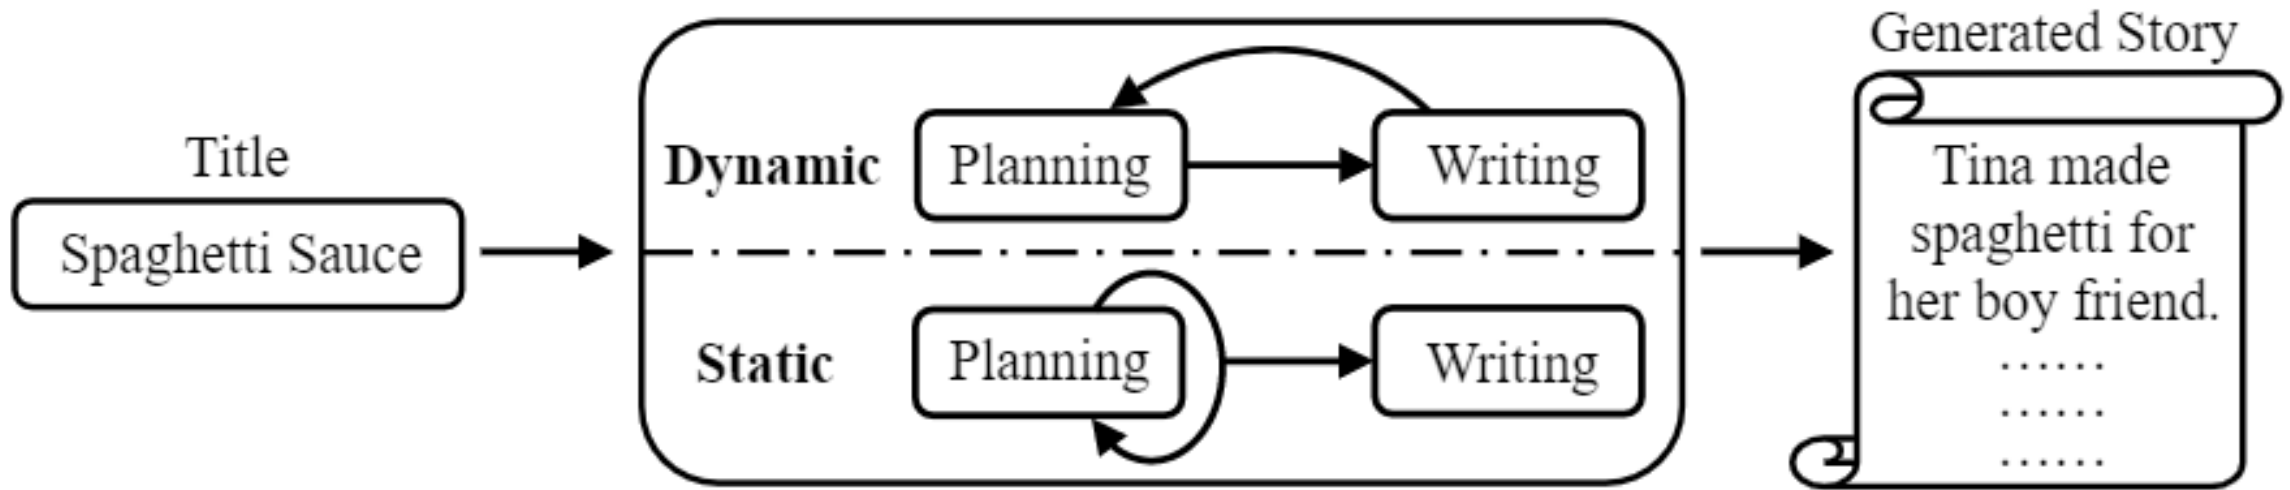 Title
Spaghetti Sauce
Dynamic
Planning
Writing
Static
Planning
Writing
Generated Story
Tina made
spaghetti for
her boy friend.
......
......
......